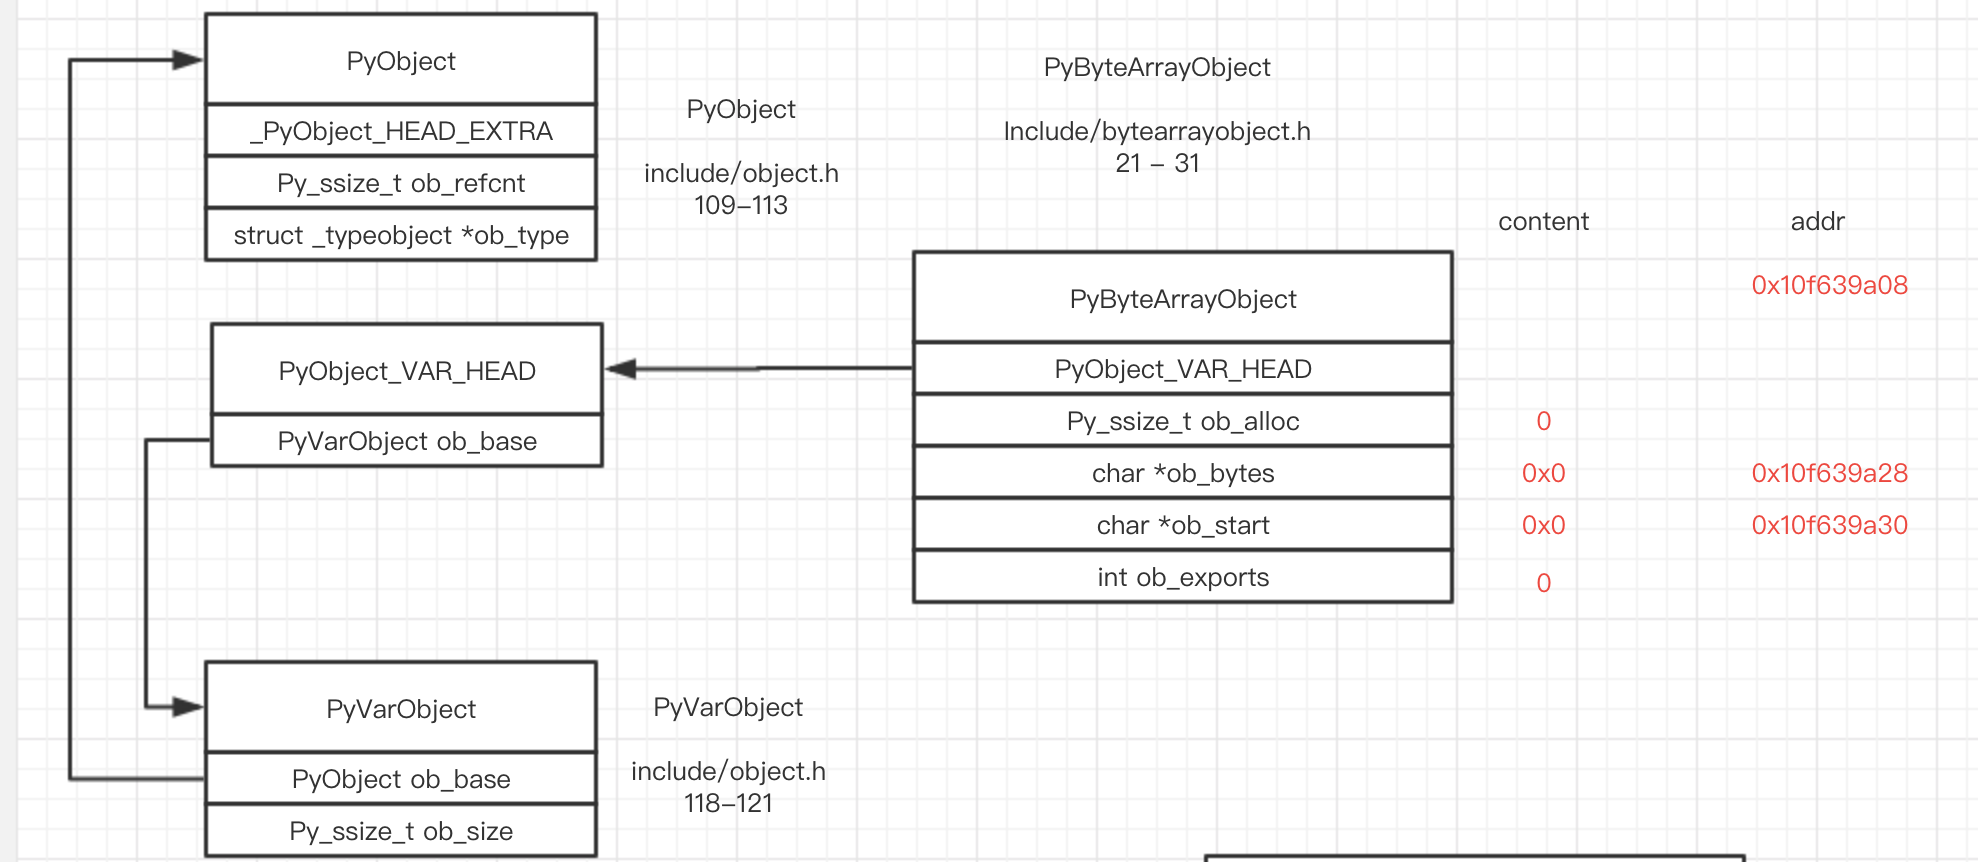 PyObject
_PyObject_HEAD_EXTRA
Py_ssize_t ob_refcnt
struct _typeobject *ob_type
PyObject
include/object.h
109–113
PyByteArrayObject
Include/bytearrayobject.h
21 – 31
content
addr
PyByteArrayObject
0x10f639a08
PyObject_VAR_HEAD
Py_ssize_t ob_alloc
0
char *ob_bytes
0x0
0x10f639a28
char *ob_start
0x0
0x10f639a30
int ob_exports
0
PyObject_VAR_HEAD
PyVarObject ob_base
PyVarObject
PyObject ob_base
Py_ssize_t ob_size
PyVarObject
include/object.h
118–121